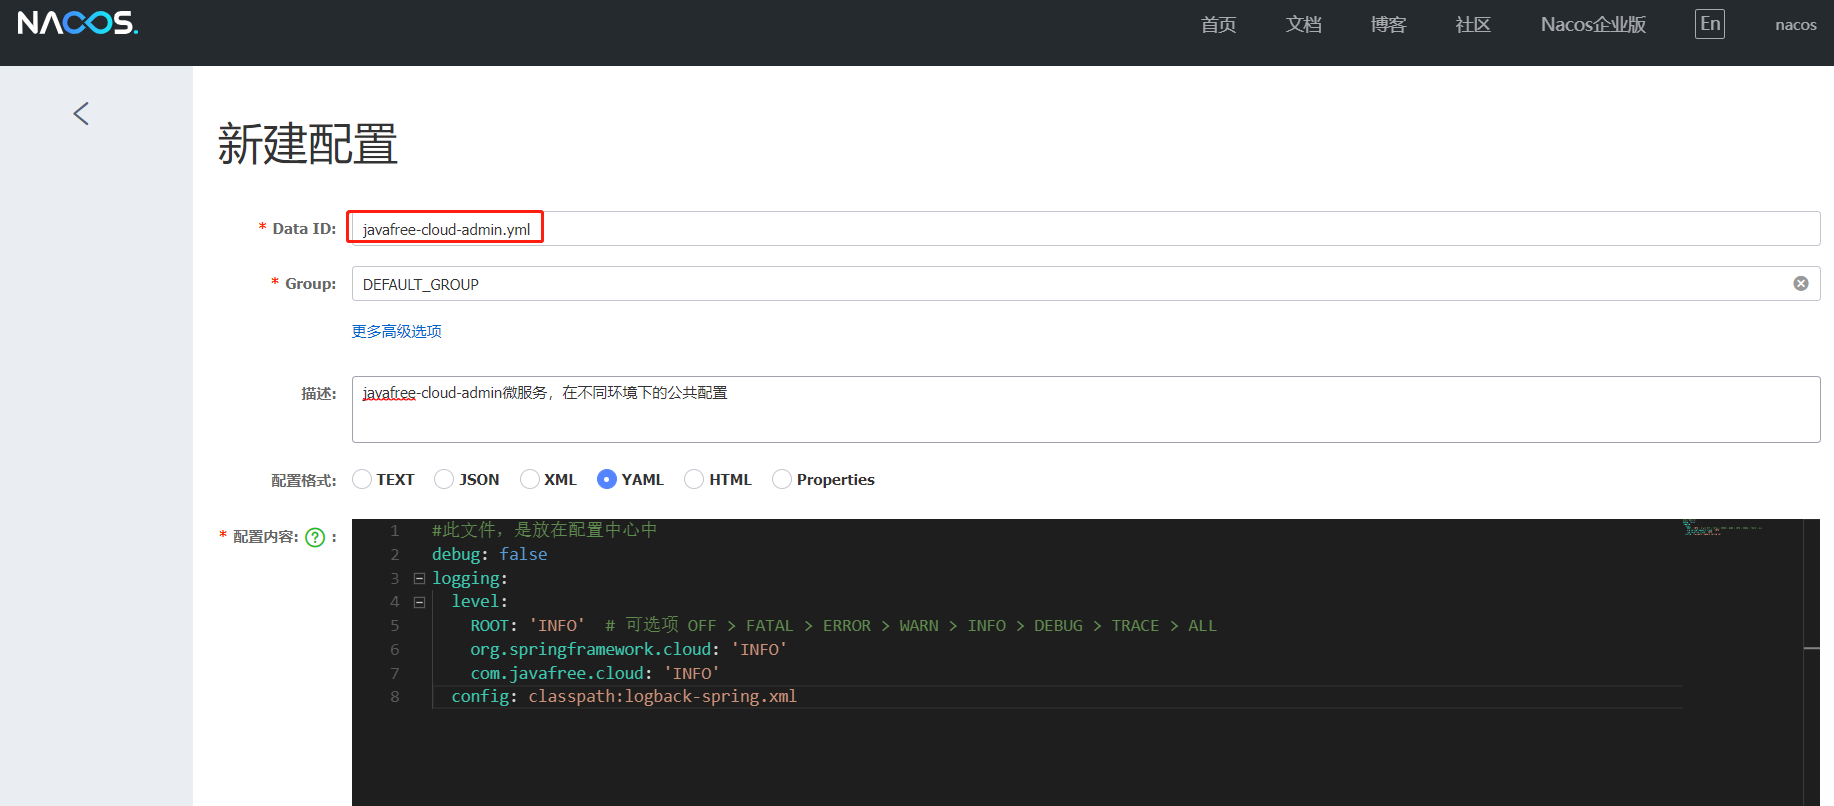 NACOS.
首页 文档 博客 社区 Nacos企业版 En nacos
新建配置
* Data ID: javafree-cloud-admin.yml
* Group: DEFAULT_GROUP
更多高级选项
描述: javafree-cloud-admin微服务，在不同环境下的公共配置
配置格式: TEXT JSON XML YAML HTML Properties
* 配置内容: ? :
1 #此文件，是放在配置中心中
2 debug: false
3 logging:
4 level:
5 ROOT: 'INFO' # 可选项 OFF > FATAL > ERROR > WARN > INFO > DEBUG > TRACE > ALL
6 org.springframework.cloud: 'INFO'
7 com.javafree.cloud: 'INFO'
8 config: classpath:logback-spring.xml